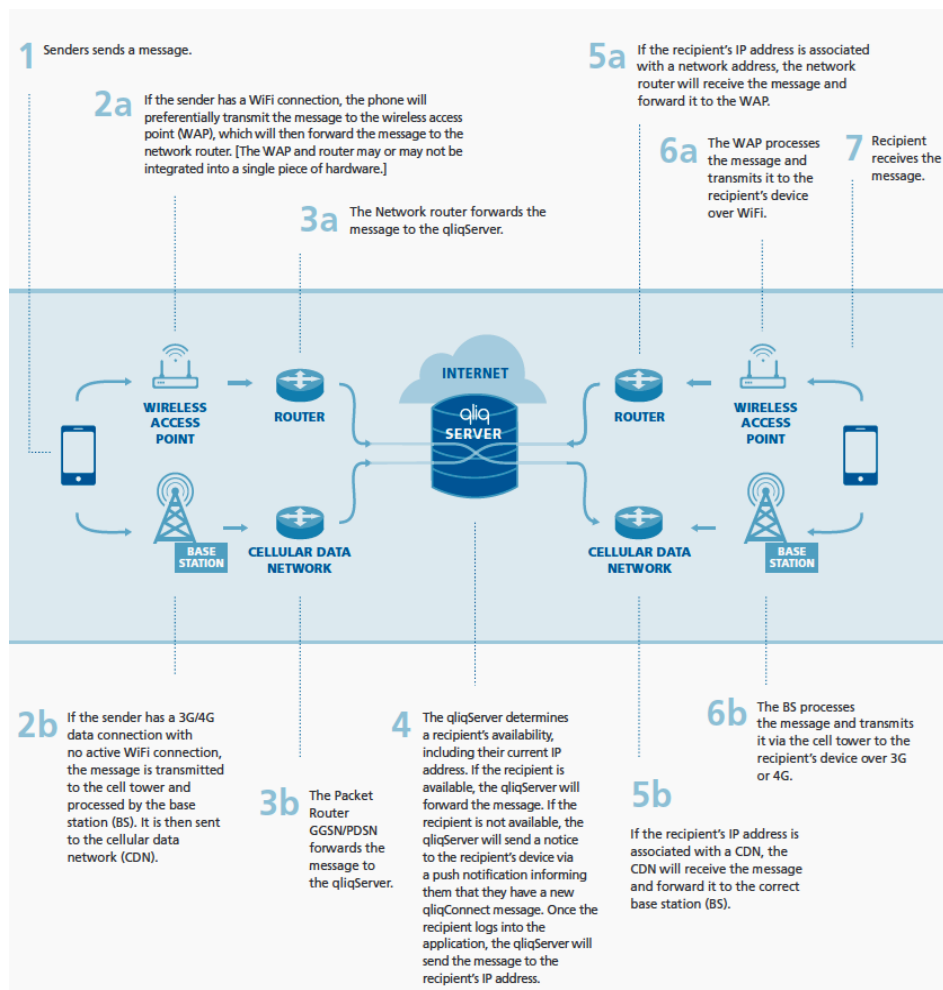 1 Senders sends a message.
2a If the sender has a WiFi connection, the phone will
preferentially transmit the message to the wireless access
point (WAP), which will then forward the message to the
network router. [The WAP and router may or may not be
integrated into a single piece of hardware.]
3a The Network router forwards the
message to the qliqServer.
5a If the recipient’s IP address is associated
with a network address, the network
router will receive the message and
forward it to the WAP.
6a The WAP processes
the message and
transmits it to the
recipient’s device
over WiFi.
7 Recipient
receives the
message.
WIRELESS
ACCESS
POINT
ROUTER
INTERNET
qliq
SERVER
ROUTER
WIRELESS
ACCESS
POINT
BASE
STATION
CELLULAR DATA
NETWORK
CELLULAR DATA
NETWORK
BASE
STATION
2b If the sender has a 3G/4G
data connection with
no active WiFi connection,
the message is transmitted
to the cell tower and
processed by the base
station (BS). It is then sent
to the cellular data
network (CDN).
3b The Packet
Router
GGSN/PDSN
forwards the
message to
the qliqServer.
4 The qliqServer determines
a recipient’s availability,
including their current IP
address. If the recipient is
available, the qliqServer will
forward the message. If the
recipient is not available, the
qliqServer will send a notice
to the recipient’s device via
a push notification informing
them that they have a new
qliqConnect message. Once the
recipient logs into the
application, the qliqServer will
send the message to the
recipient’s IP address.
5b
If the recipient’s IP address is
associated with a CDN, the
CDN will receive the message
and forward it to the correct
base station (BS).
6b The BS processes
the message and transmits
it via the cell tower to the
recipient’s device over 3G
or 4G.